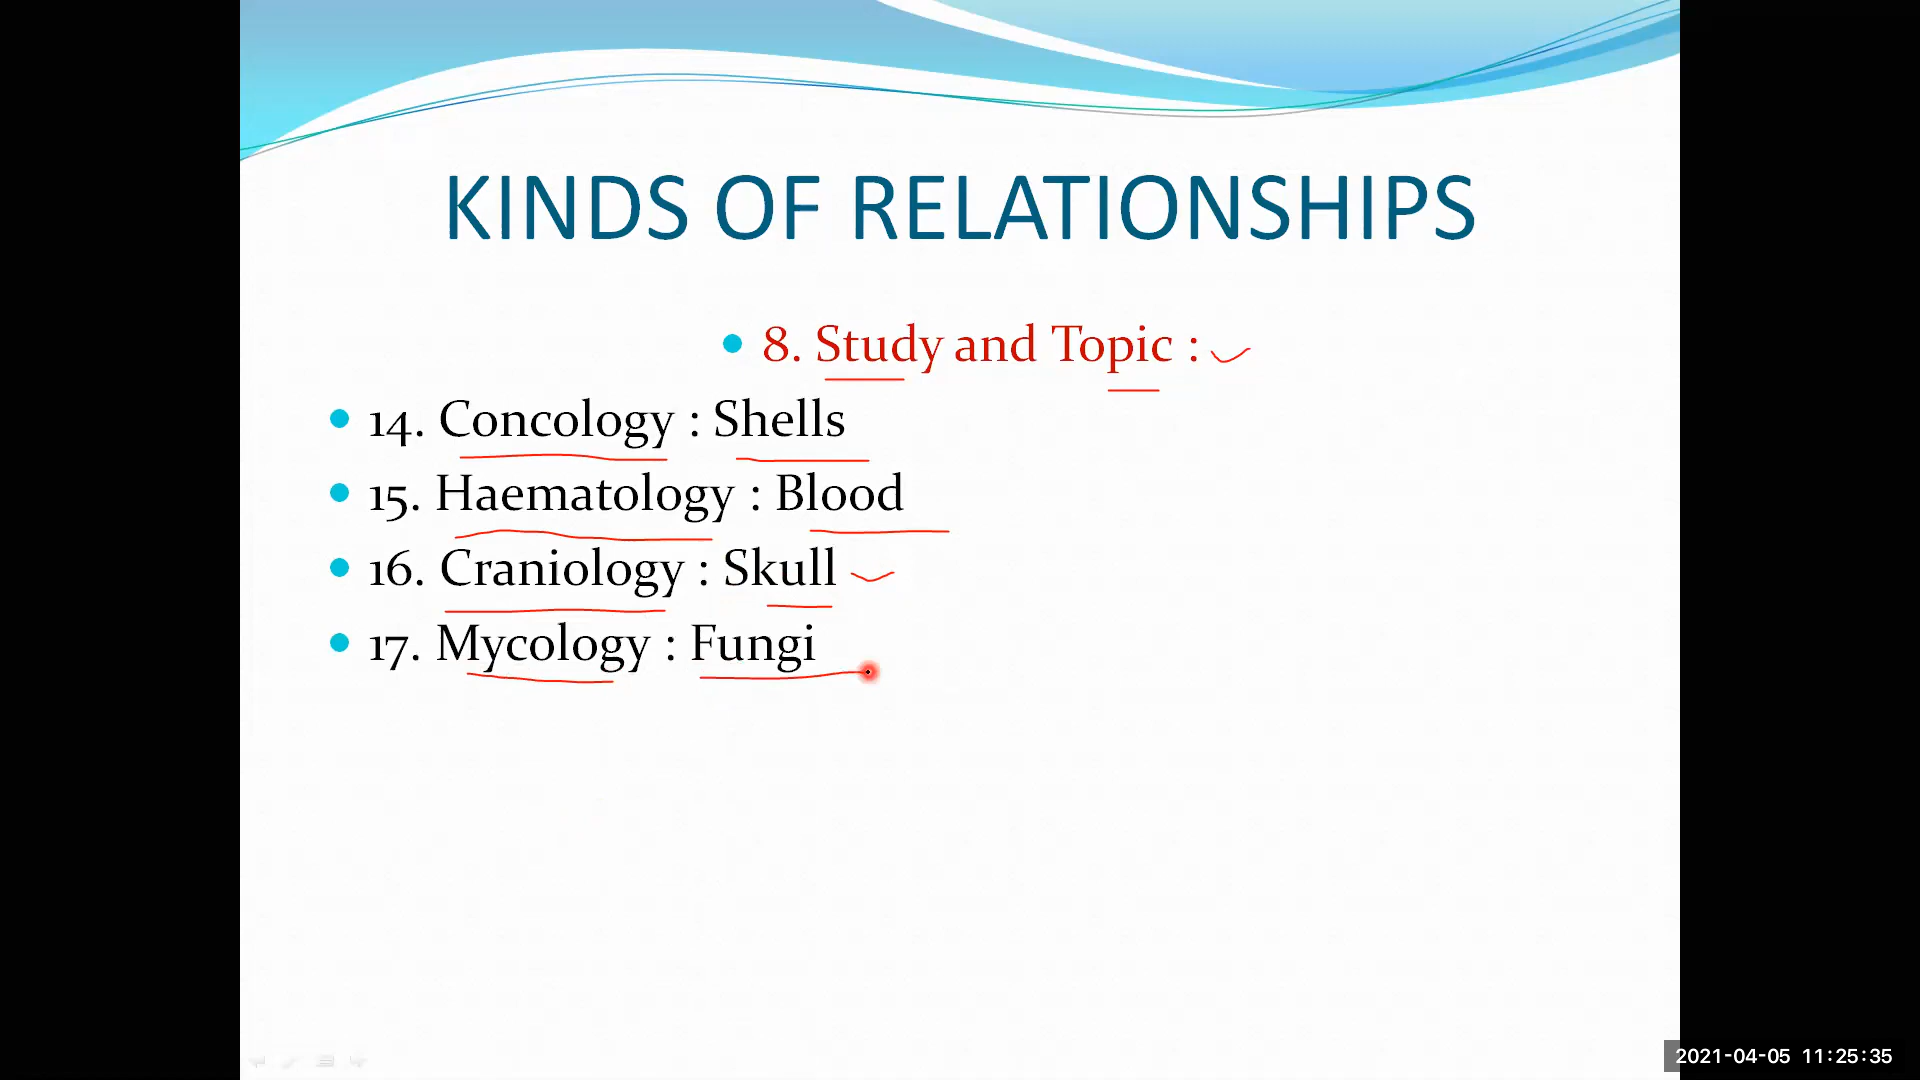 KINDS OF RELATIONSHIPS
8. Study and Topic :
14. Concology : Shells
15. Haematology : Blood
16. Craniology : Skull
17. Mycology : Fungi
2021-04-05 11:25:35